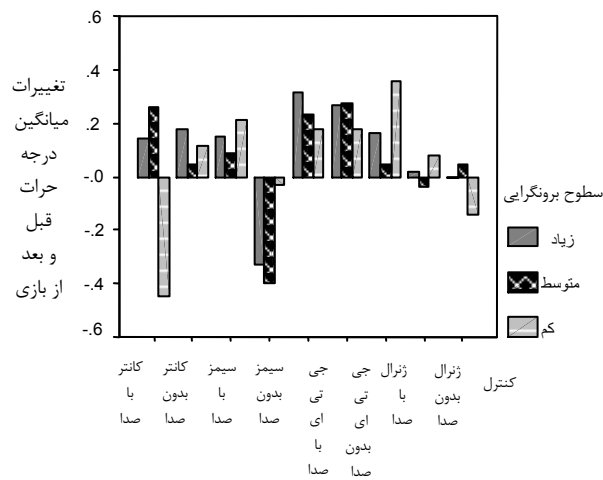 .6
.4
.2
-.0
-.2
-.4
-.6
تغییرات
میانگین
درجه
حرات
قبل
و بعد
از بازی
سطوح برونگرایی
زیاد
متوسط
کم
کانتر
با
صدا
کانتر
بدون
صدا
سیمز
با
صدا
سیمز
بدون
صدا
جی
تی
ای
با
صدا
جی
تی
ای
بدون
صدا
ژنرال
با
صدا
ژنرال
بدون
صدا
کنترل